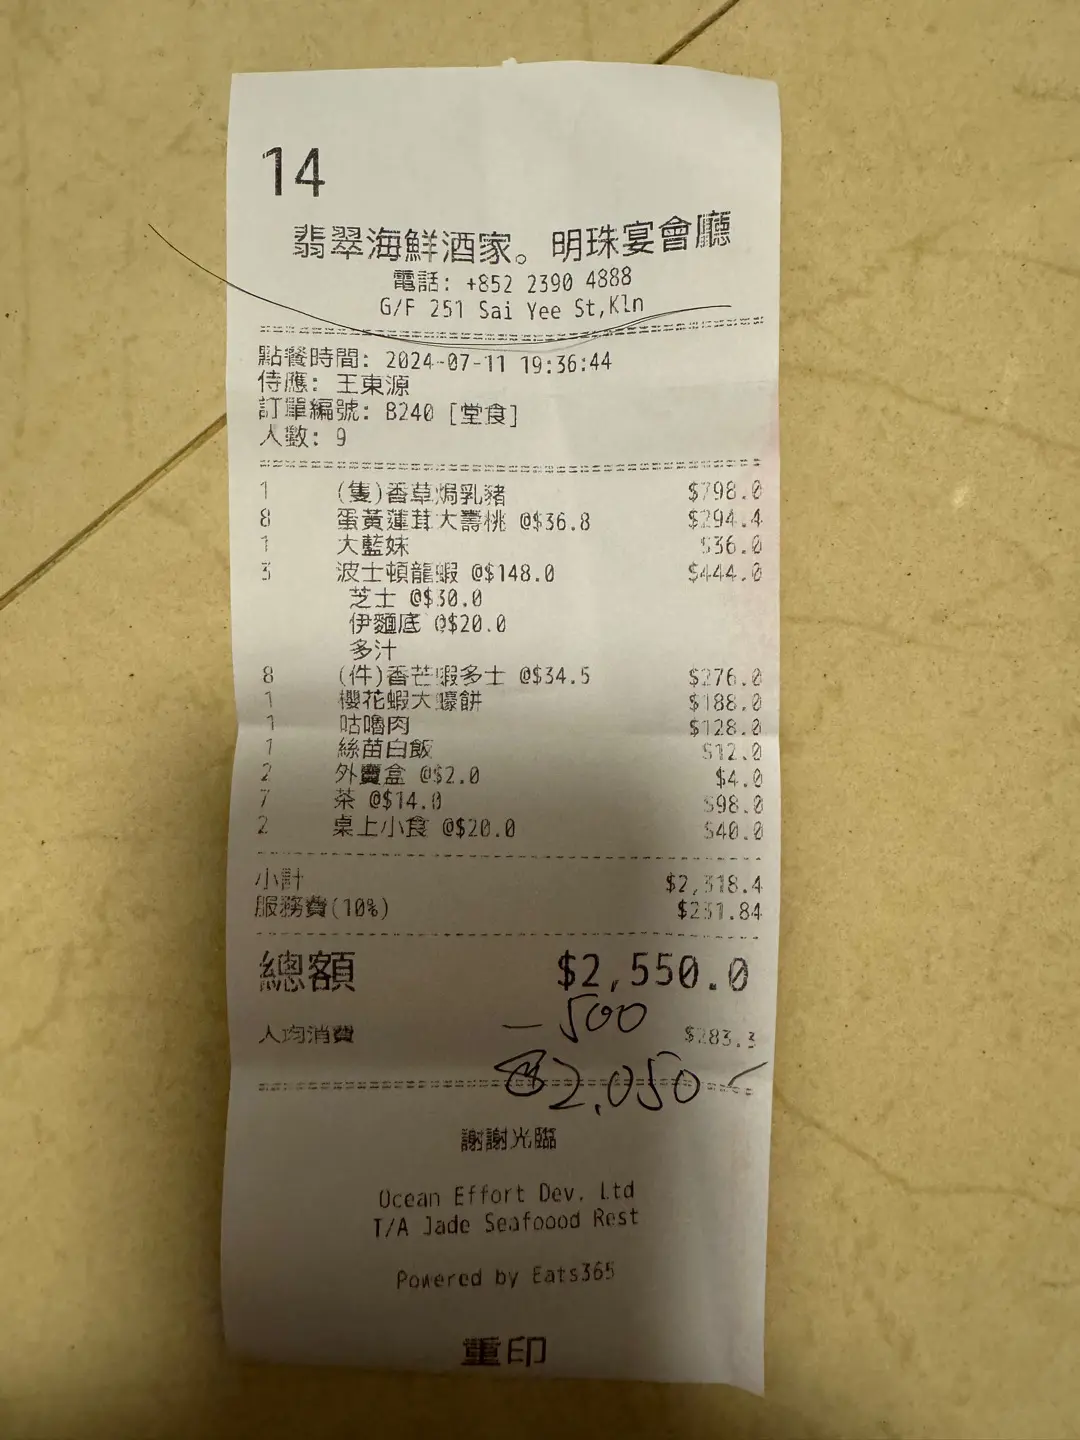 14
翡翠海鮮酒家。明珠宴會廳
電話: +852 2390 4888
G/F 251 Sai Yee St,Kln
點餐時間: 2024-07-11 19:36:44
侍應: 王東源
訂單編號: B240 [堂食]
人數: 9
1 (隻)香草焗乳豬 $798.0
8 蛋黃蓮茸大壽桃 @$36.8 $294.4
1 大藍妹 $36.0
3 波士頓龍蝦 @$148.0 $444.0
芝士 @$30.0
伊麵底 @$20.0
多汁
8 (件)香芒蝦多士 @$34.5 $276.0
1 櫻花蝦大蠔餅 $188.0
1 咕嚕肉 $128.0
1 絲苗白飯 $12.0
2 外賣盒 @$2.0 $4.0
7 茶 @$14.0 $98.0
2 桌上小食 @$20.0 $40.0
小計 $2,318.4
服務費(10%) $231.84
總額 $2,550.0
- 500
人均消費 $283.3
$2,050
謝謝光臨
Ocean Effort Dev. Ltd
T/A Jade Seafoood Rest
Powered by Eats365
重印